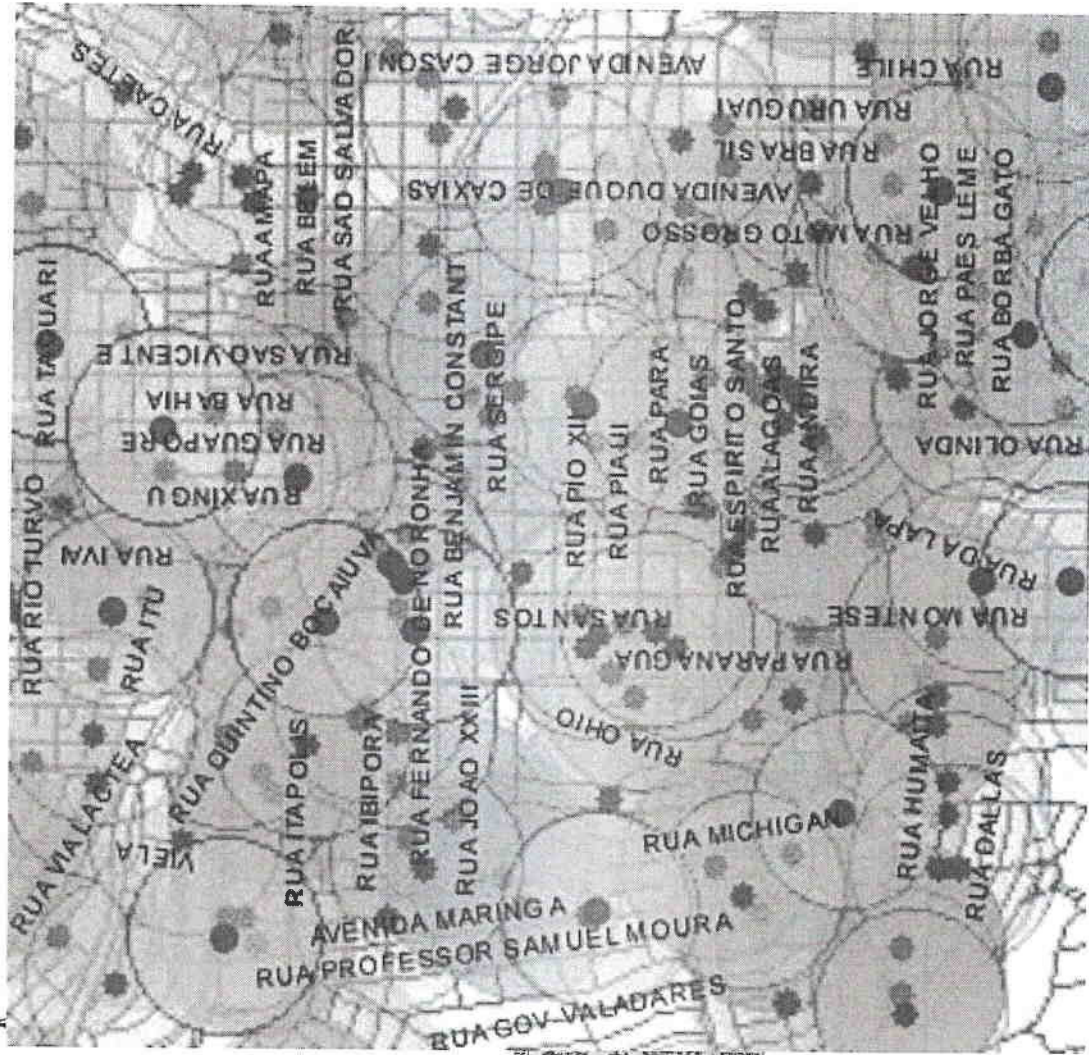 RUA CAETES
AVENIDA JORGE CASONI
RUA CHILE
RUA URUGUAI
RUA BRASIL
AVENIDA DUQUE DE CAXIAS
RUA MATO GROSSO
RUA AMAPA
RUA BELEM
RUA SAO SALVADOR
RUA JORGE VELHO
RUA PAES LEME
RUA BORBA GATO
RUA TAQUARI
RUA SAO VICENTE
RUA BAHIA
RUA GUAPORE
RUA XINGU
RUA BENJAMIN CONSTANT
RUA SERGIPE
RUA PIO XII
RUA PIAUI
RUA PARA
RUA GOIAS
RUA ESPIRITO SANTO
RUA ALAGOAS
RUA ANDIRA
RUA OLINDA
RUA RIO TURVO
RUA IVAI
RUA ITU
RUA QUINTINO BOCAIUVA
RUA FERNANDO DE NORONHA
RUA SANTOS
RUA PARANAGUA
RUA DA LAPA
RUA MONTESE
RUA OHIO
RUA VIA LACTEA
VIELA
RUA ITAPOLIS
RUA IBIPORA
RUA JOAO XXIII
RUA MICHIGAN
RUA HUMAITA
RUA DALLAS
AVENIDA MARINGA
RUA PROFESSOR SAMUEL MOURA
RUA GOV VALADARES